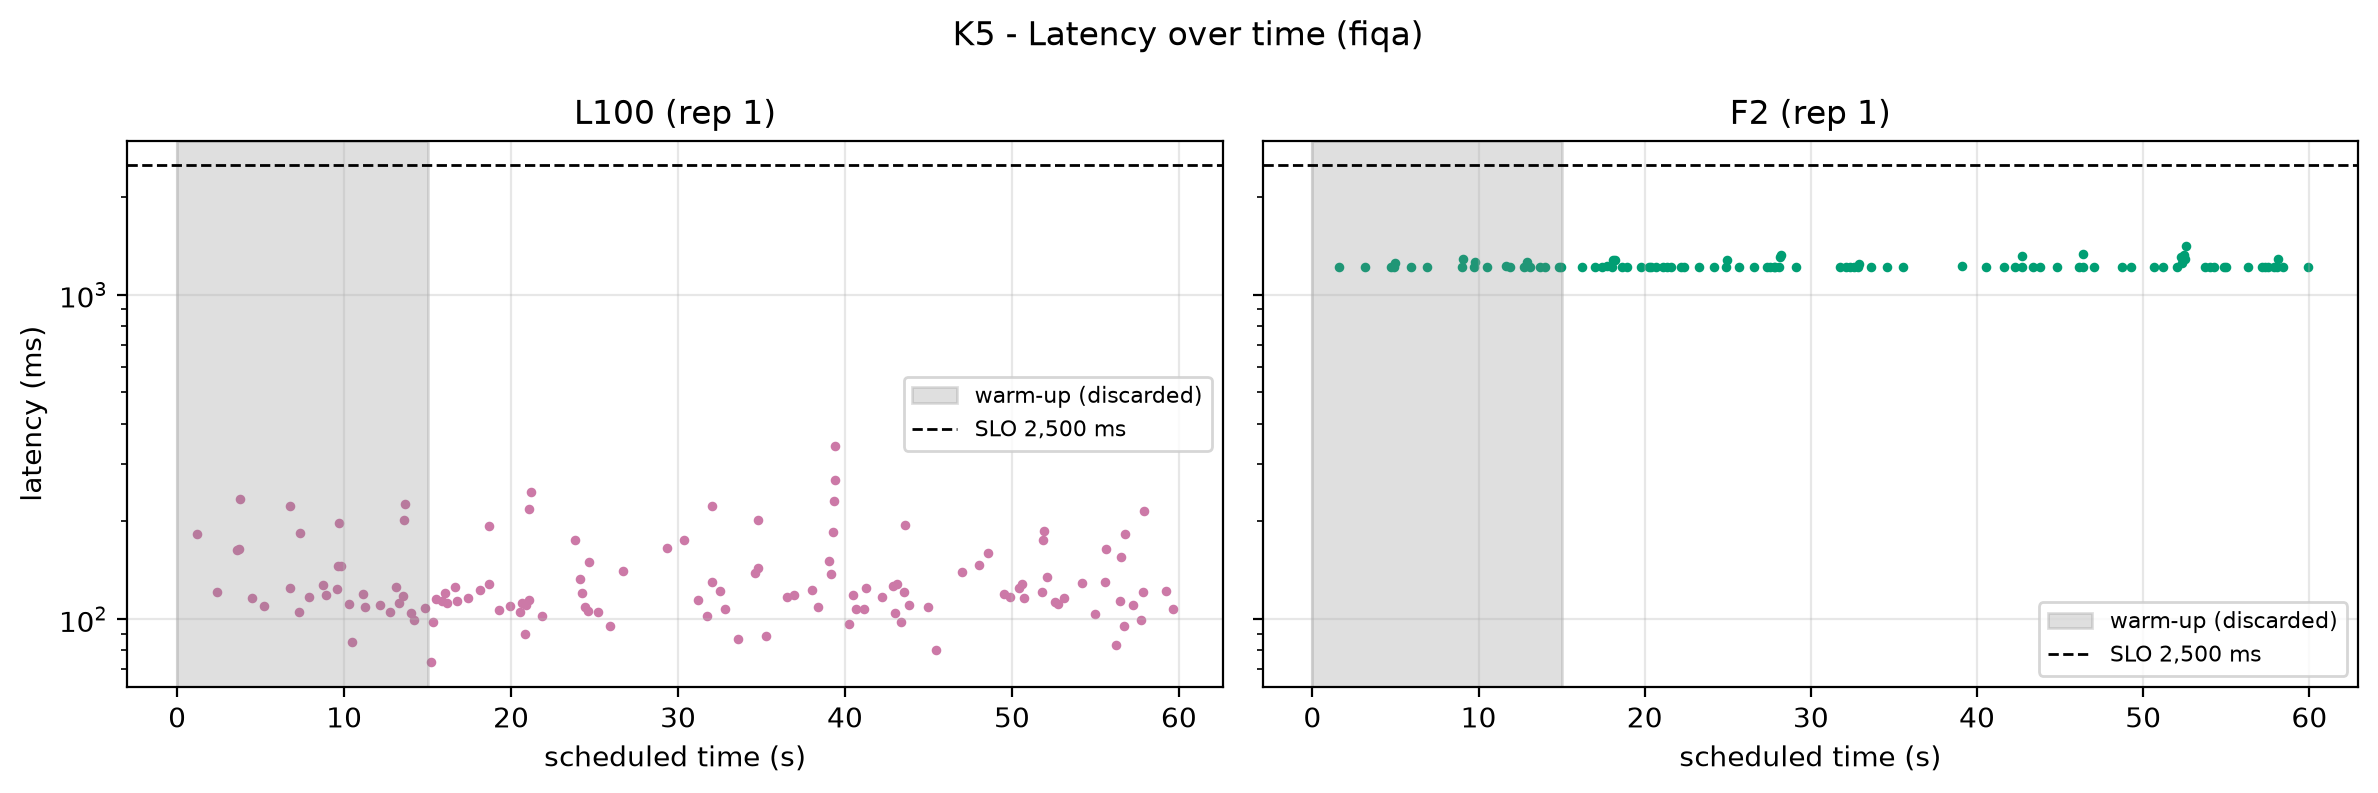 K5 - Latency over time (fiqa)
L100 (rep 1)
latency (ms)
10³
10²
warm-up (discarded)
SLO 2,500 ms
0 10 20 30 40 50 60
scheduled time (s)
F2 (rep 1)
warm-up (discarded)
SLO 2,500 ms
0 10 20 30 40 50 60
scheduled time (s)